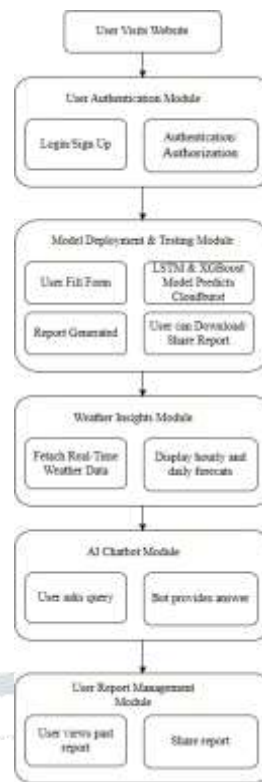 User Visits Website
User Authentication Module
Login/Sign Up
Authentication/
Authorization
Model Deployment & Testing Module
User Fill Form
LSTM & XGBoost
Model Predicts
Cloudburst
Report Generated
User can Download/
Share Report
Weather Insights Module
Fetach Real-Time
Weather Data
Display hourly and
daily forecats
AI Chatbot Module
User asks query
Bot provides answer
User Report Management
Module
User views past
report
Share report